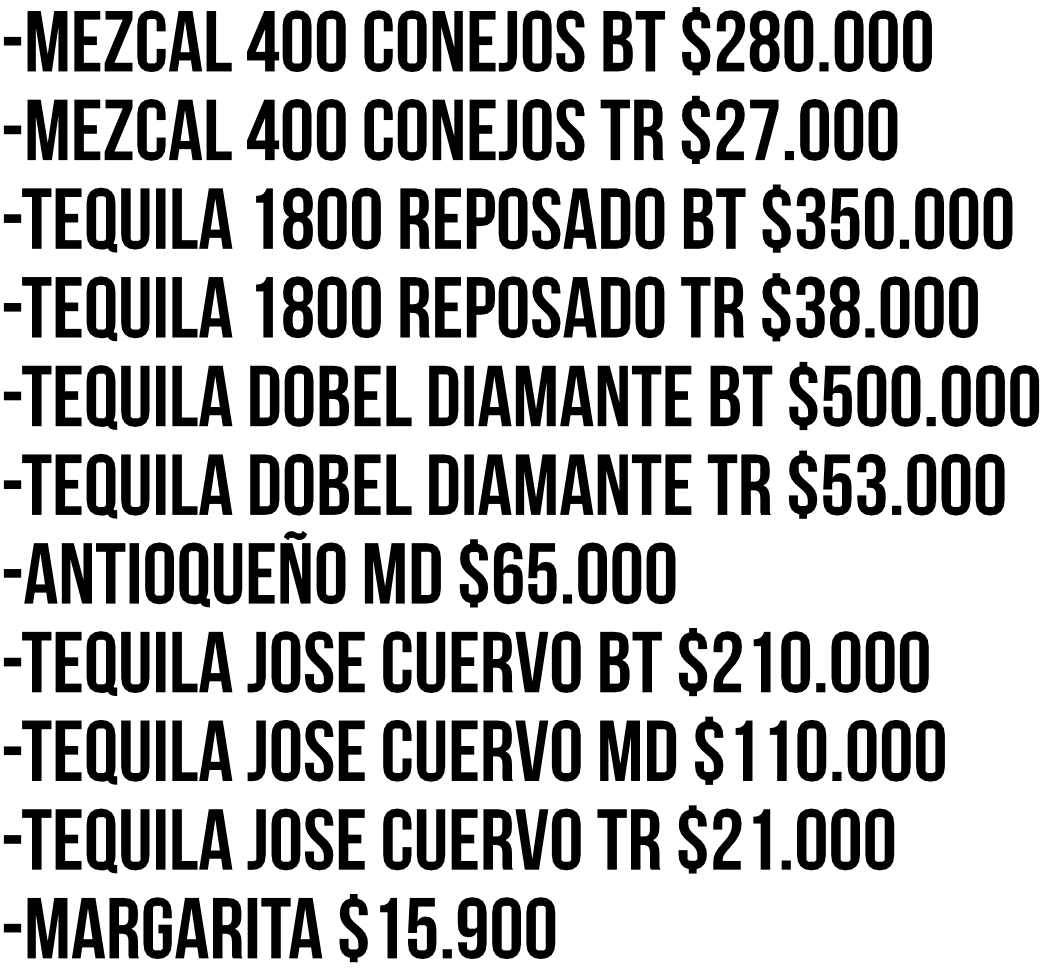 -MEZCAL 400 CONEJOS BT $280.000
-MEZCAL 400 CONEJOS TR $27.000
-TEQUILA 1800 REPOSADO BT $350.000
-TEQUILA 1800 REPOSADO TR $38.000
-TEQUILA DOBEL DIAMANTE BT $500.000
-TEQUILA DOBEL DIAMANTE TR $53.000
-ANTIOQUEÑO MD $65.000
-TEQUILA JOSE CUERVO BT $210.000
-TEQUILA JOSE CUERVO MD $110.000
-TEQUILA JOSE CUERVO TR $21.000
-MARGARITA $15.900